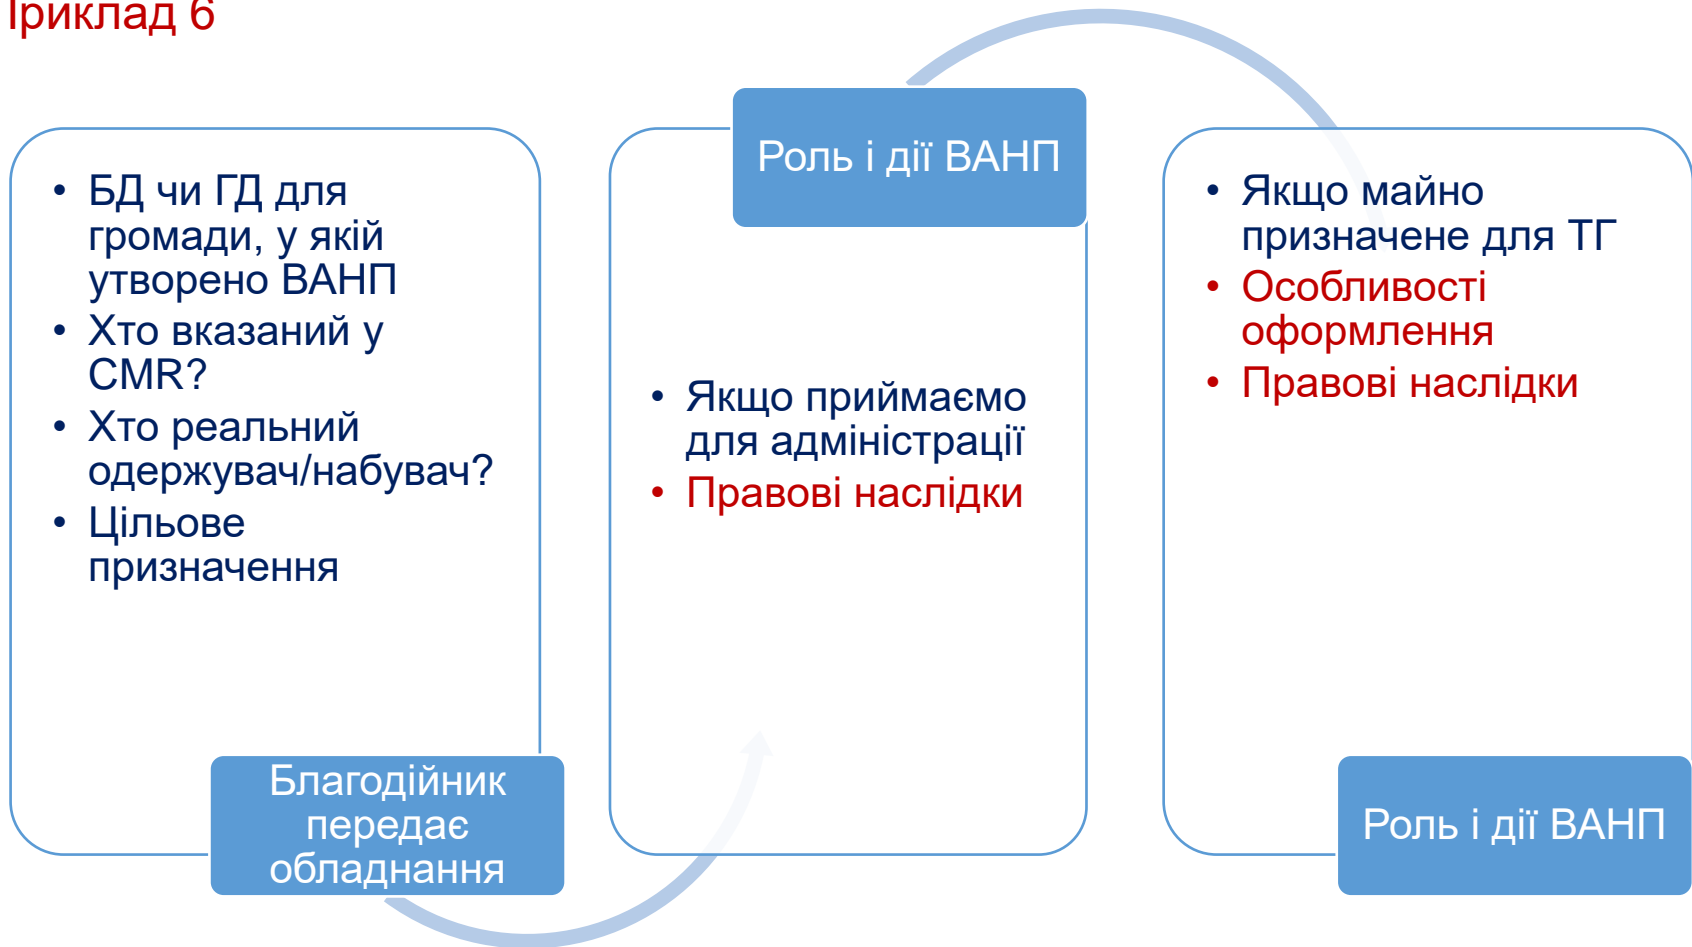 Приклад 6
БД чи ГД для
громади, у якій
утворено ВАНП
Хто вказаний у
CMR?
Хто реальний
одержувач/набувач?
Цільове
призначення
Благодійник
передає
обладнання
Роль і дії ВАНП
Якщо приймаємо
для адміністрації
Правові наслідки
Якщо майно
призначене для ТГ
Особливості
оформлення
Правові наслідки
Роль і дії ВАНП